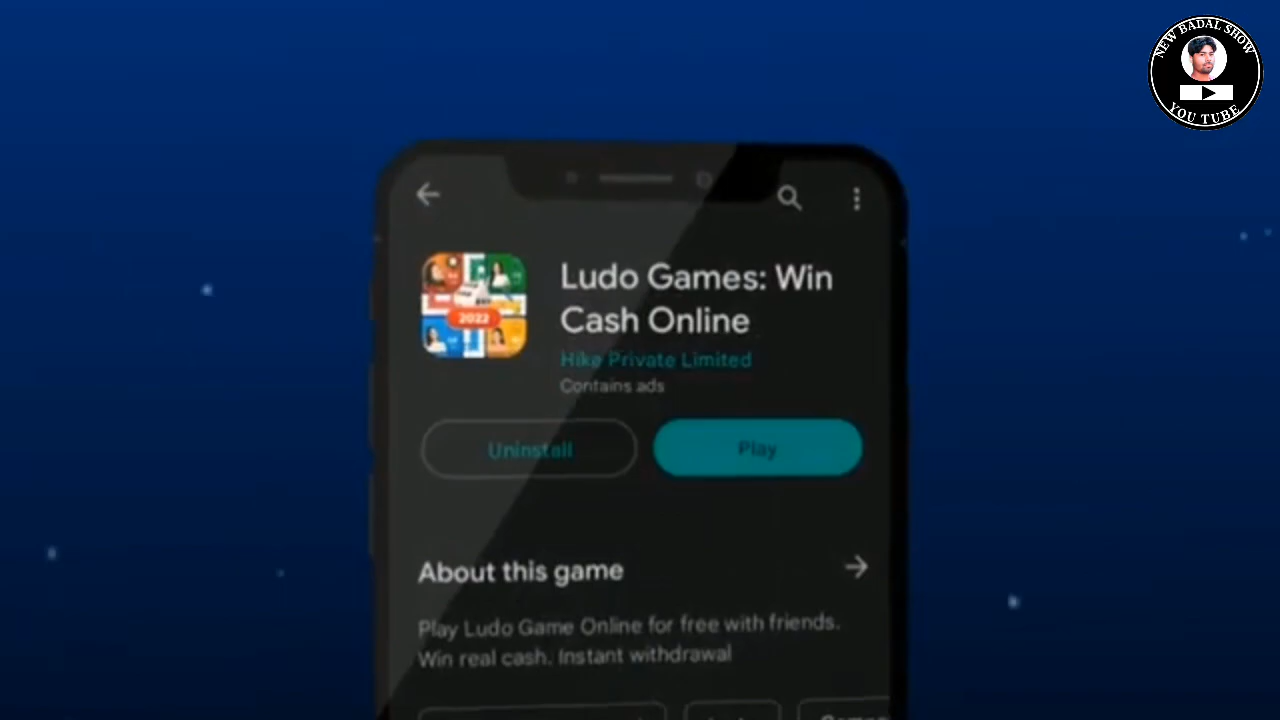 NEW BADAL SHOW
YOU TUBE
Ludo Games: Win
Cash Online
Hike Private Limited
Contains ads
2022
Uninstall
Play
About this game
Play Ludo Game Online for free with friends.
Win real cash. Instant withdrawal